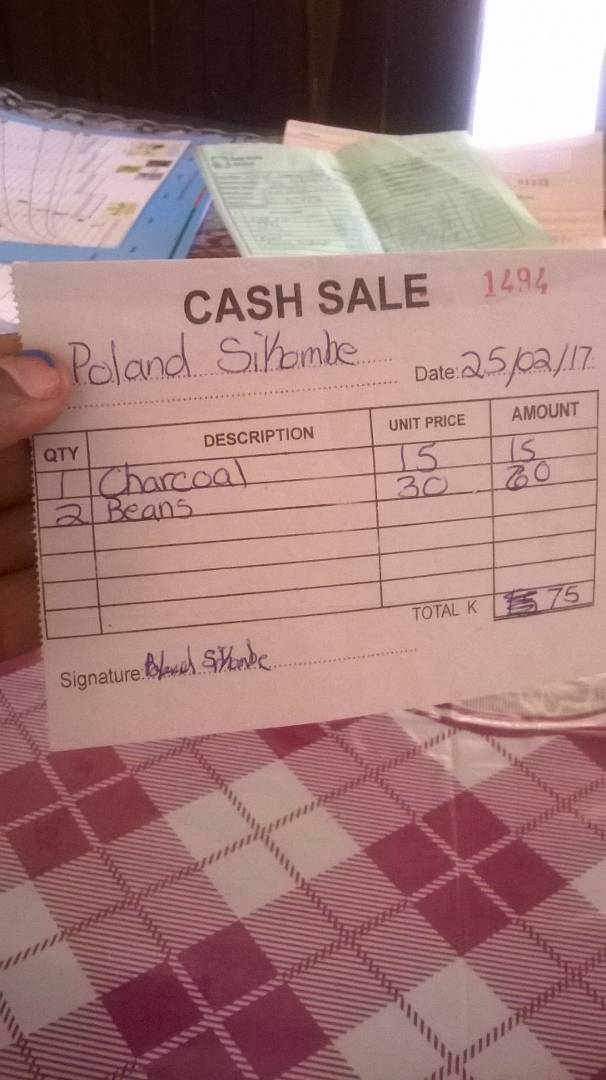 CASH SALE 1494
Poland Sikombe
Date: 25/02/17
QTY DESCRIPTION UNIT PRICE AMOUNT
1 Charcoal 15 15
2 Beans 30 60
TOTAL K 75
Signature: Sikombe